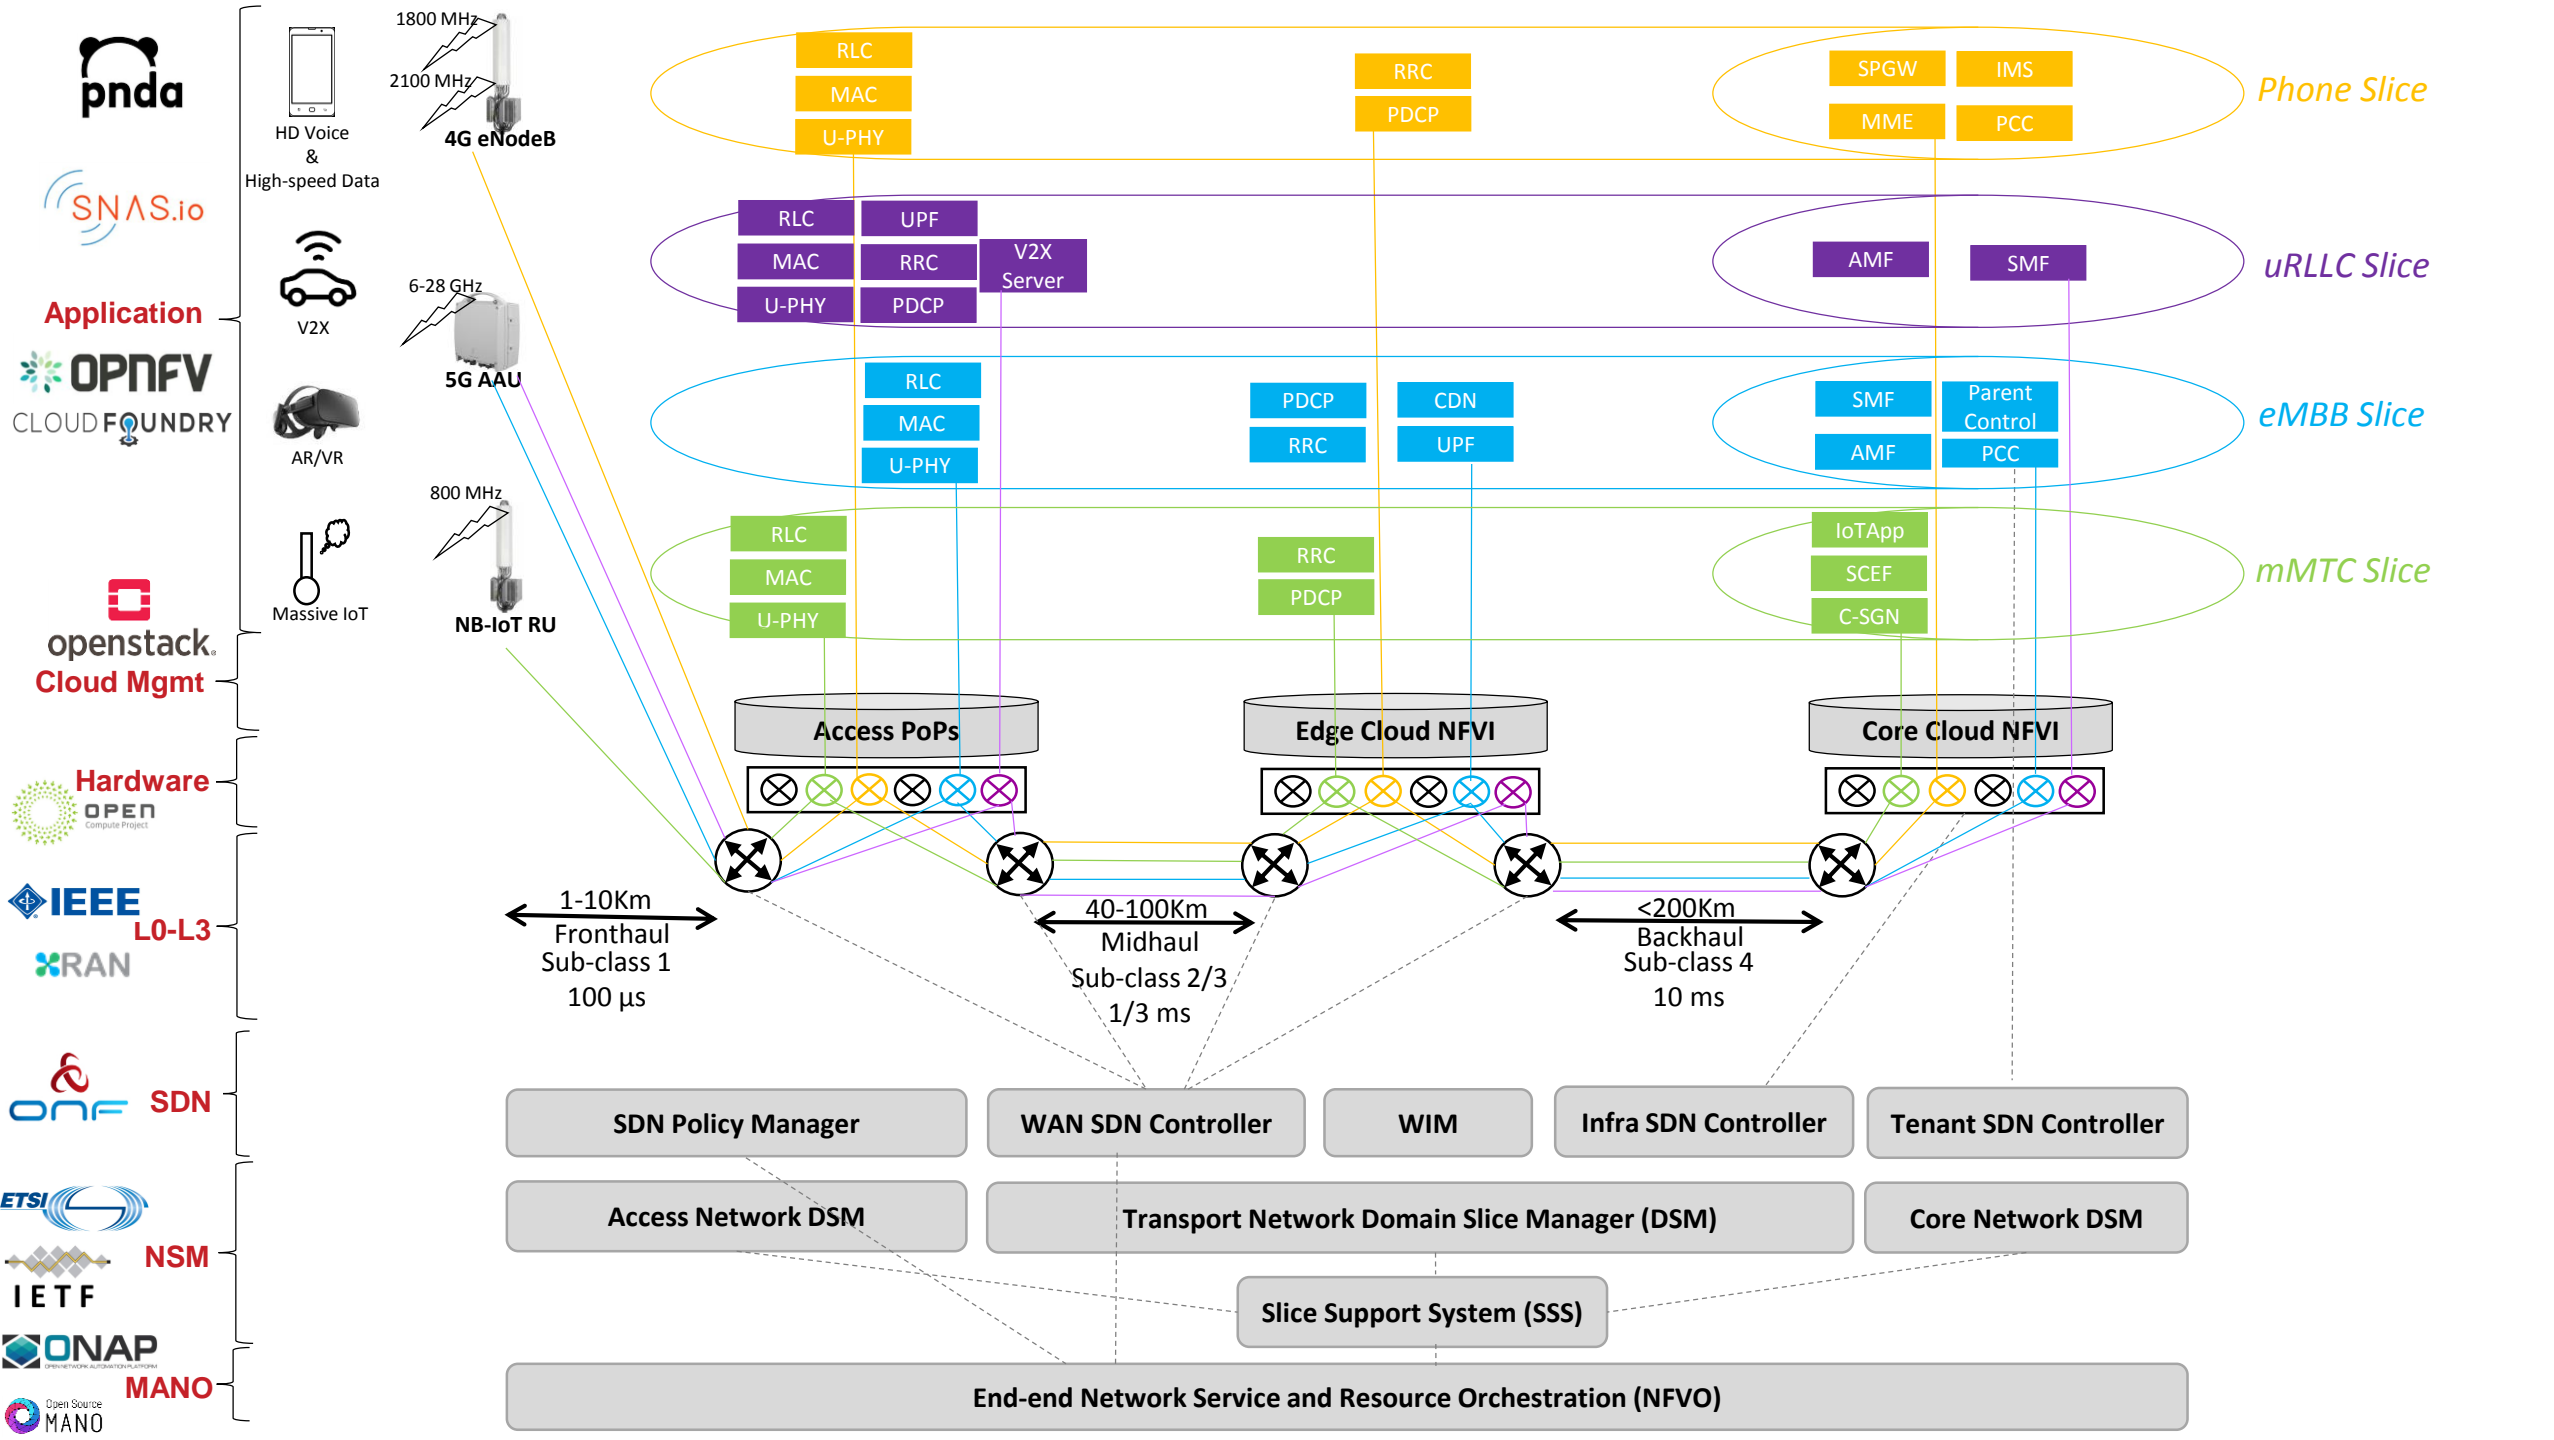 pnda
SNAS.io
Application
OPNFV
CLOUD FOUNDRY
openstack.
Cloud Mgmt
Hardware
OPEN
Compute Project
IEEE
L0-L3
XRAN
ONF
SDN
ETSI
NSM
IETF
ONAP
OPEN NETWORK AUTOMATION PLATFORM
MANO
Open Source
MANO
HD Voice
&
High-speed Data
V2X
AR/VR
Massive IoT
1800 MHz
2100 MHz
4G eNodeB
6-28 GHz
5G AAU
800 MHz
NB-IoT RU
RLC
MAC
U-PHY
RRC
PDCP
SPGW
IMS
MME
PCC
Phone Slice
RLC
UPF
MAC
RRC
U-PHY
PDCP
V2X
Server
AMF
SMF
uRLLC Slice
RLC
MAC
U-PHY
PDCP
CDN
RRC
UPF
SMF
Parent
Control
AMF
PCC
eMBB Slice
RLC
MAC
U-PHY
RRC
PDCP
IoTApp
SCEF
C-SGN
mMTC Slice
Access PoPs
Edge Cloud NFVI
Core Cloud NFVI
1-10Km
Fronthaul
Sub-class 1
100 µs
40-100Km
Midhaul
Sub-class 2/3
1/3 ms
<200Km
Backhaul
Sub-class 4
10 ms
SDN Policy Manager
WAN SDN Controller
WIM
Infra SDN Controller
Tenant SDN Controller
Access Network DSM
Transport Network Domain Slice Manager (DSM)
Core Network DSM
Slice Support System (SSS)
End-end Network Service and Resource Orchestration (NFVO)